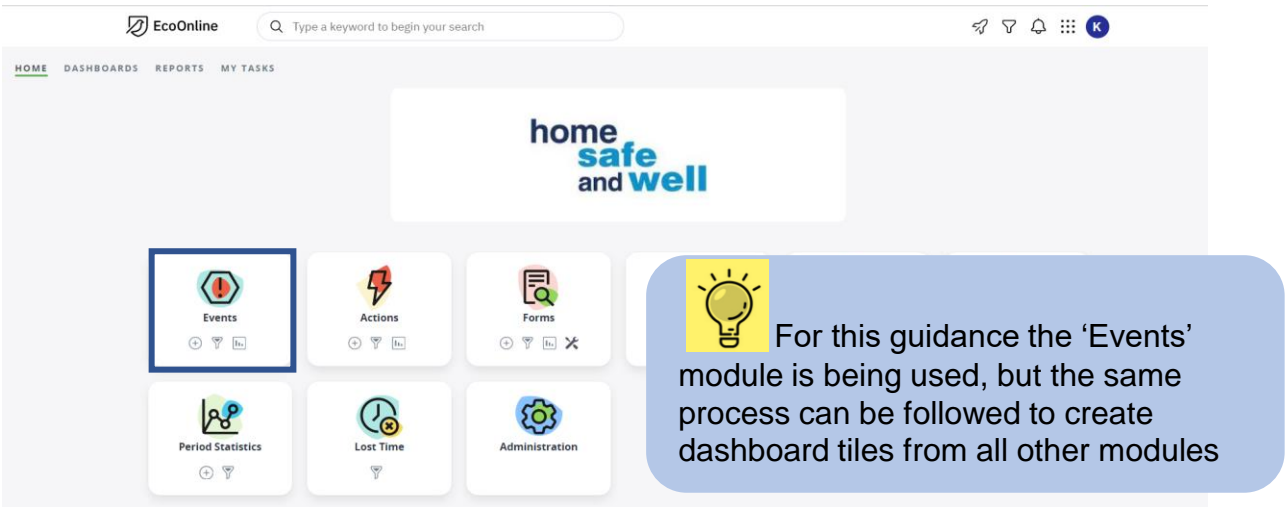 EcoOnline
Type a keyword to begin your search
K
HOME DASHBOARDS REPORTS MY TASKS
home
safe
and well
Events
Actions
Forms
Period Statistics
Lost Time
Administration
For this guidance the ‘Events’
module is being used, but the same
process can be followed to create
dashboard tiles from all other modules